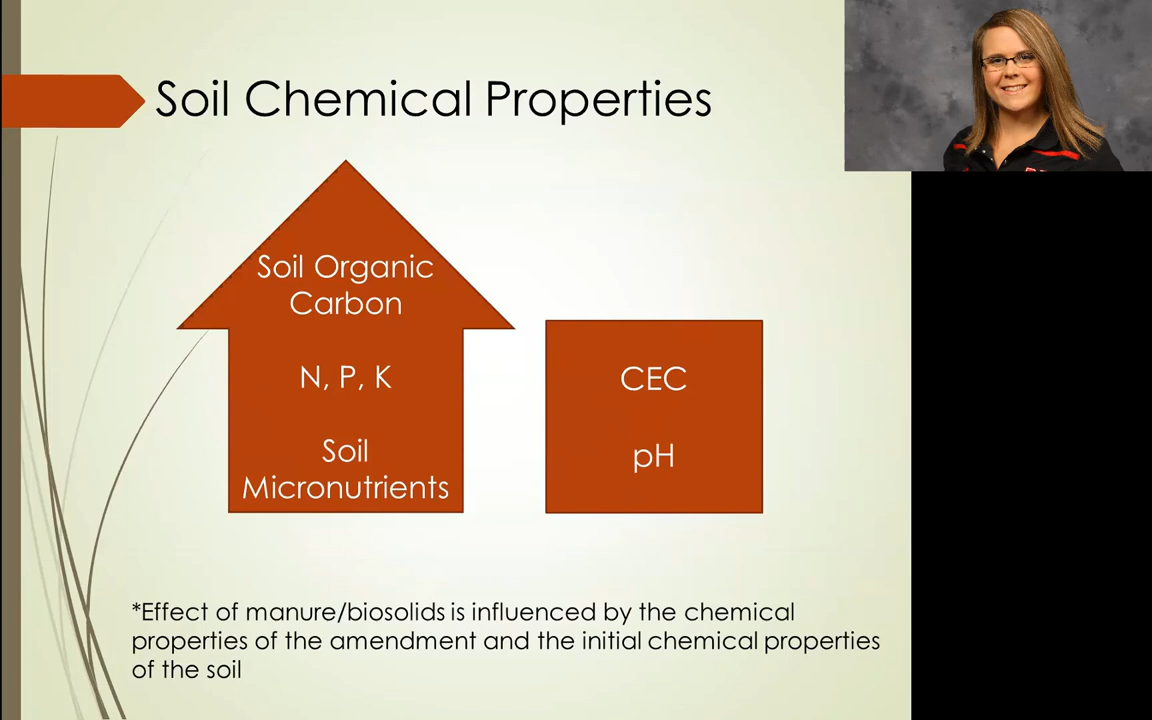 Soil Chemical Properties
Soil Organic
Carbon
N, P, K
Soil
Micronutrients
CEC
pH
*Effect of manure/biosolids is influenced by the chemical
properties of the amendment and the initial chemical properties
of the soil